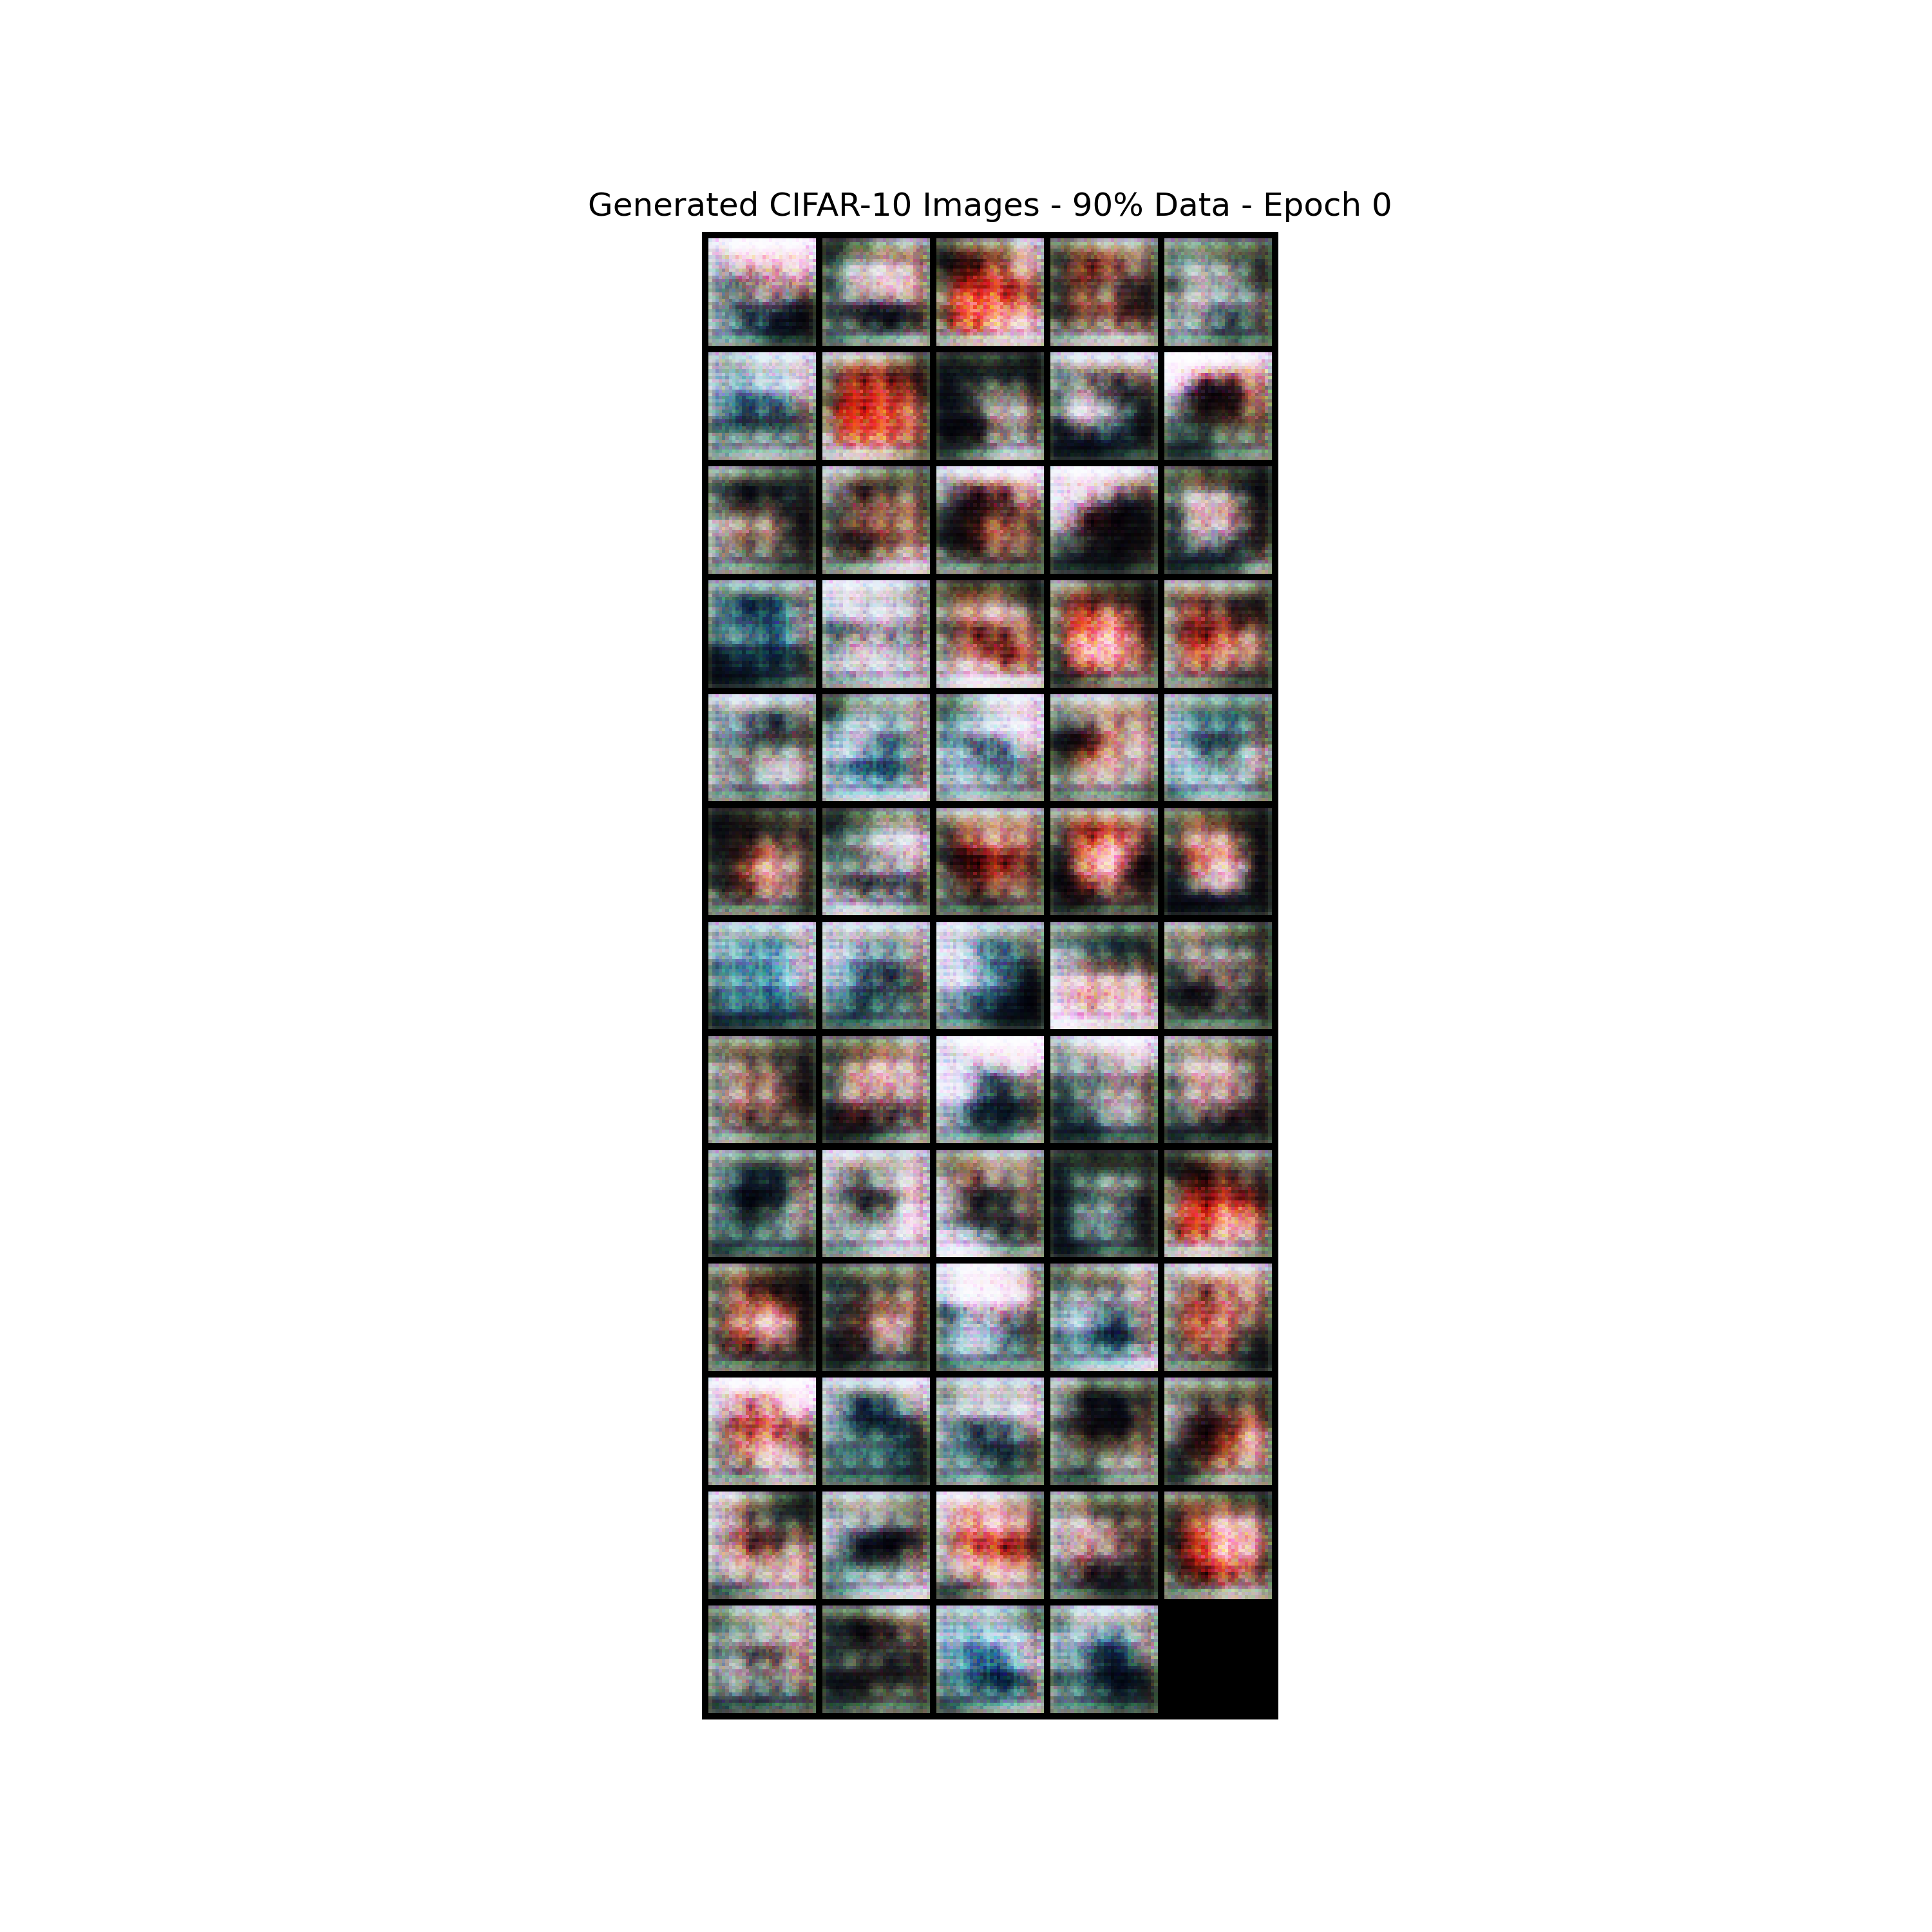 Generated CIFAR-10 Images - 90% Data - Epoch 0